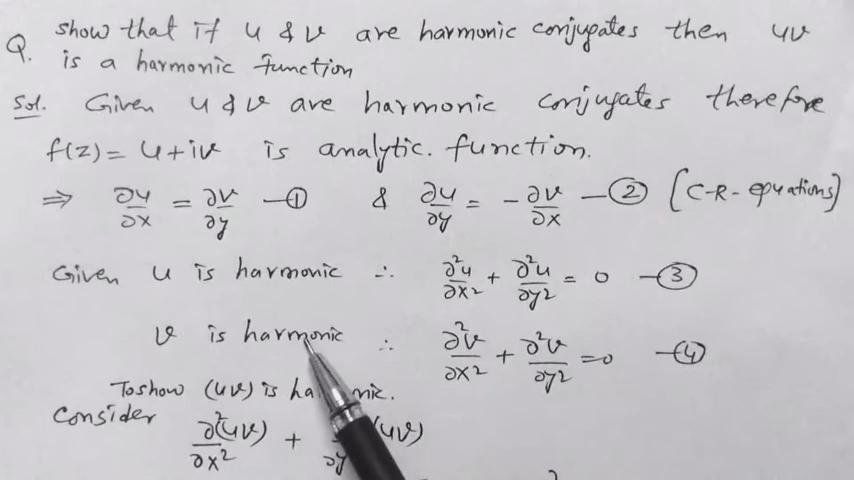 Q. show that if u & v are harmonic conjugates then uv
is a harmonic function
Sol. Given u & v are harmonic conjugates therefore
f(z) = u + iv is analytic. function.
⇒ ∂u/∂x = ∂v/∂y —① & ∂u/∂y = -∂v/∂x —② [C-R-equations]
Given u is harmonic ∴ ∂²u/∂x² + ∂²u/∂y² = 0 —③
v is harmonic ∴ ∂²v/∂x² + ∂²v/∂y² = 0 —④
To show (uv) is
Consider
∂²(uv)/∂x² + (uv)